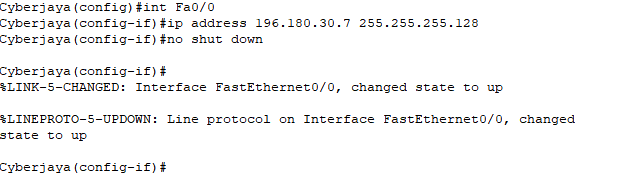 Cyberjaya(config)#int Fa0/0
Cyberjaya(config-if)#ip address 196.180.30.7 255.255.255.128
Cyberjaya(config-if)#no shut down
Cyberjaya(config-if)#
%LINK-5-CHANGED: Interface FastEthernet0/0, changed state to up
%LINEPROTO-5-UPDOWN: Line protocol on Interface FastEthernet0/0, changed
state to up
Cyberjaya(config-if)#